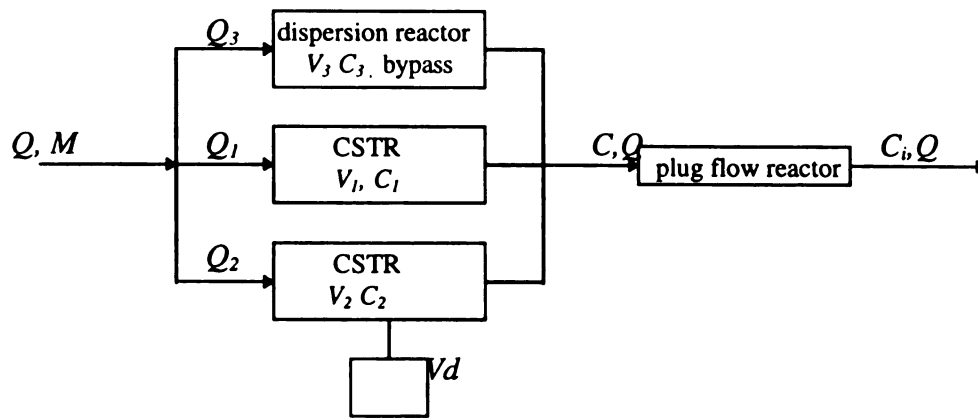 Q3
dispersion reactor
V3 C3. bypass
Q, M
Q1
CSTR
V1, C1
C,Q
plug flow reactor
Ci,Q
Q2
CSTR
V2 C2
Vd